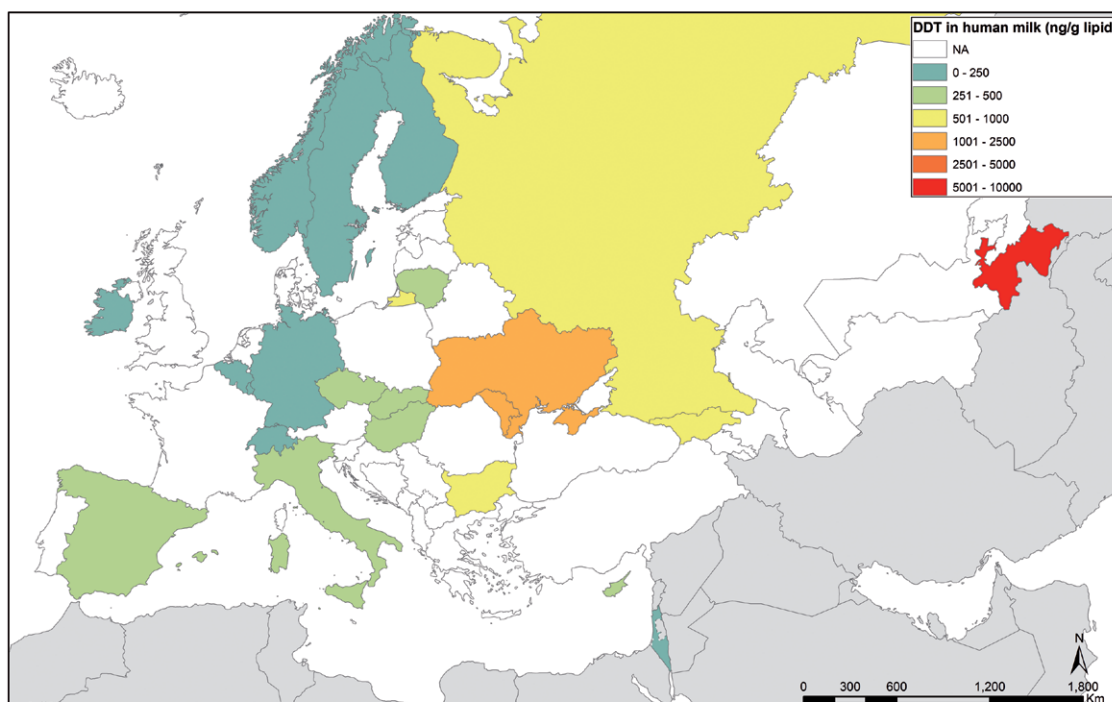 DDT in human milk (ng/g lipid
NA
0 - 250
251 - 500
501 - 1000
1001 - 2500
2501 - 5000
5001 - 10000
N
0 300 600 1,200 1,800
Km